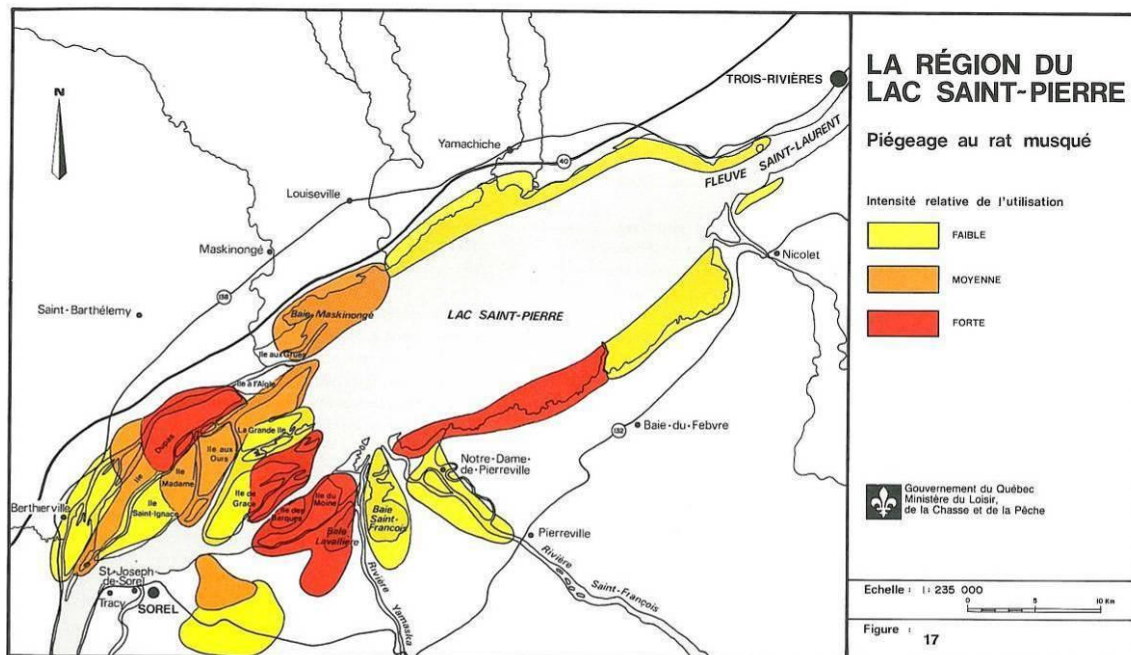 LA RÉGION DU
LAC SAINT-PIERRE
Piégeage au rat musqué
Intensité relative de l'utilisation
FAIBLE
MOYENNE
FORTE
Gouvernement du Québec
Ministère du Loisir,
de la Chasse et de la Pêche
Echelle : 1: 235 000
0 5 10 Km
Figure : 17
N
TROIS-RIVIÈRES
Yamachiche
40
FLEUVE SAINT-LAURENT
Louiseville
Maskinongé
Nicolet
138
Saint-Barthélemy
Baie Maskinongé
LAC SAINT-PIERRE
Ile aux Grues
Ile à l'Aigle
La Grande Ile
Dupas
Ile aux
Ours
Ile
Ile
Madame
Baie-du-Febvre
132
Notre-Dame-
de-Pierreville
Bertherville
Ile
Saint-Ignace
Ile de
Grace
Ile du
Moine
Ile des
Barques
Baie
Lavallière
Baie
Saint-
François
Pierreville
Rivière
Saint-François
St-Joseph
de-Sorel
Tracy
SOREL
Rivière
Yamaska